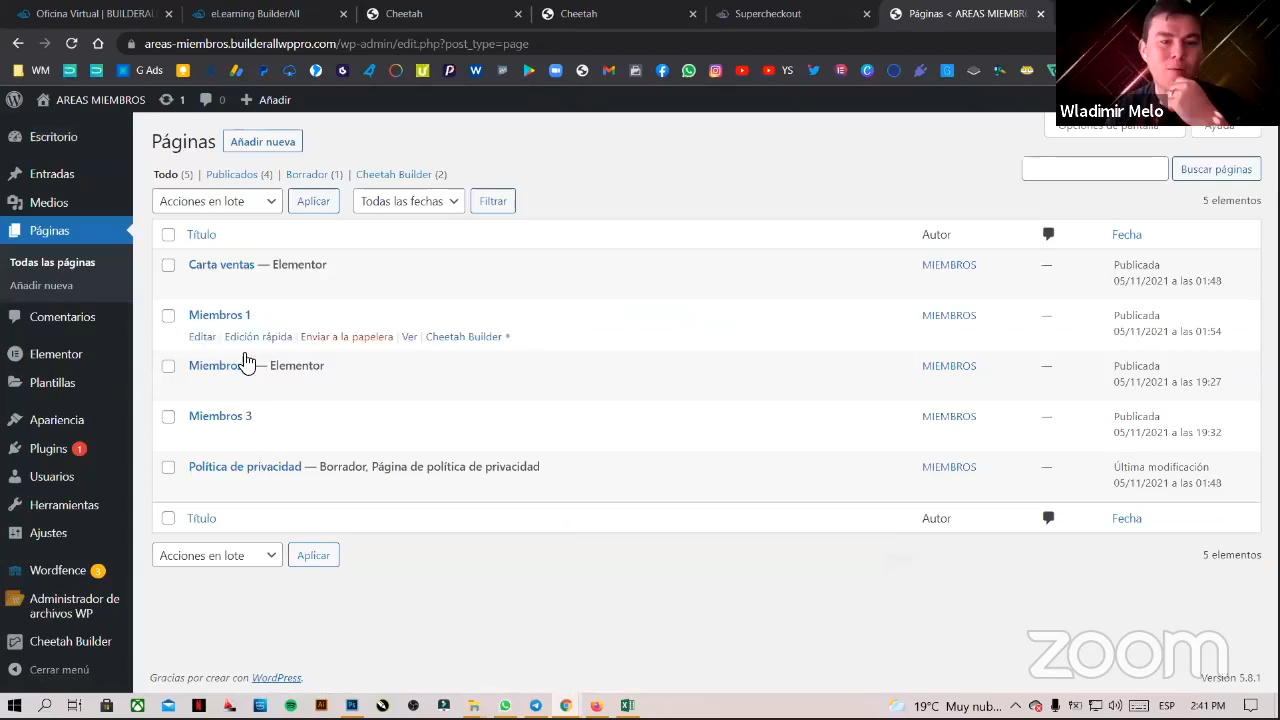 Oficina Virtual | BUILDERALL
eLearning BuilderAll
Cheetah
Cheetah
Supercheckout
Páginas < AREAS MIEMBRO
areas-miembros.builderallwppro.com/wp-admin/edit.php?post_type=page
WM
G Ads
YS
AREAS MIEMBROS
1
0
Añadir
Wladimir Melo
Opciones de pantalla
Ayuda
Escritorio
Entradas
Medios
Páginas
Todas las páginas
Añadir nueva
Comentarios
Elementor
Plantillas
Apariencia
Plugins 1
Usuarios
Herramientas
Ajustes
Wordfence 3
Administrador de
archivos WP
Cheetah Builder
Cerrar menú
Páginas
Añadir nueva
Todo (5) | Publicados (4) | Borrador (1) | Cheetah Builder (2)
Buscar páginas
Acciones en lote
Aplicar
Todas las fechas
Filtrar
5 elementos
Título
Autor
Fecha
Carta ventas — Elementor
MIEMBROS
—
Publicada
05/11/2021 a las 01:48
Miembros 1
MIEMBROS
—
Publicada
05/11/2021 a las 01:54
Editar | Edición rápida | Enviar a la papelera | Ver | Cheetah Builder *
Miembros — Elementor
MIEMBROS
—
Publicada
05/11/2021 a las 19:27
Miembros 3
MIEMBROS
—
Publicada
05/11/2021 a las 19:32
Política de privacidad — Borrador, Página de política de privacidad
MIEMBROS
—
Última modificación
05/11/2021 a las 01:48
Título
Autor
Fecha
Acciones en lote
Aplicar
5 elementos
zoom
Gracias por crear con WordPress.
Versión 5.8.1
19°C Muy nub...
ESP
2:41 PM